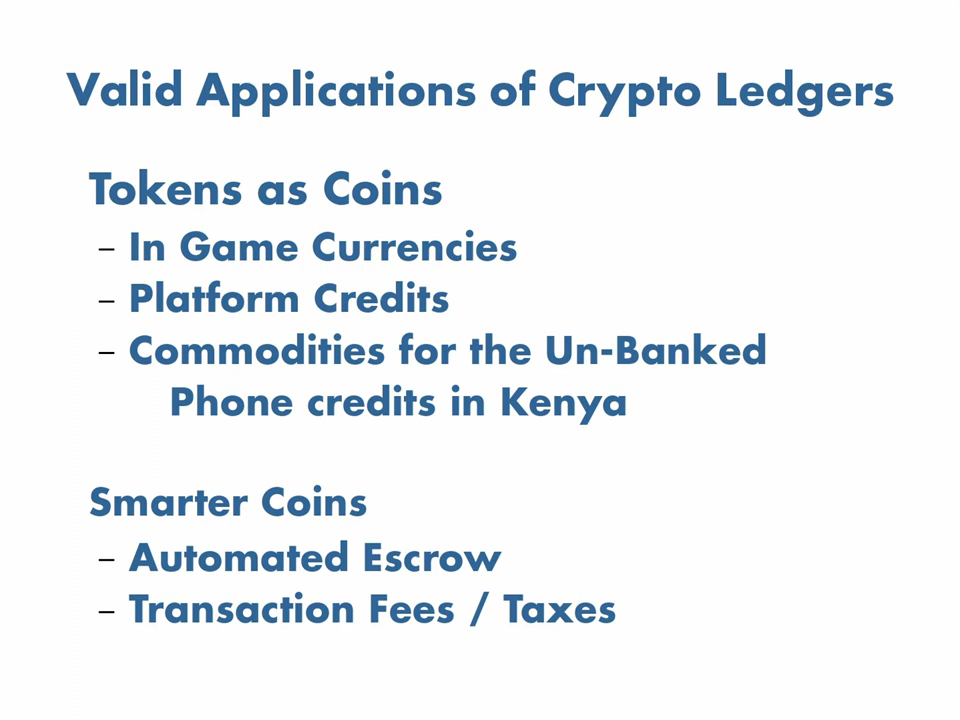 Valid Applications of Crypto Ledgers
Tokens as Coins
– In Game Currencies
– Platform Credits
– Commodities for the Un-Banked
Phone credits in Kenya
Smarter Coins
– Automated Escrow
– Transaction Fees / Taxes